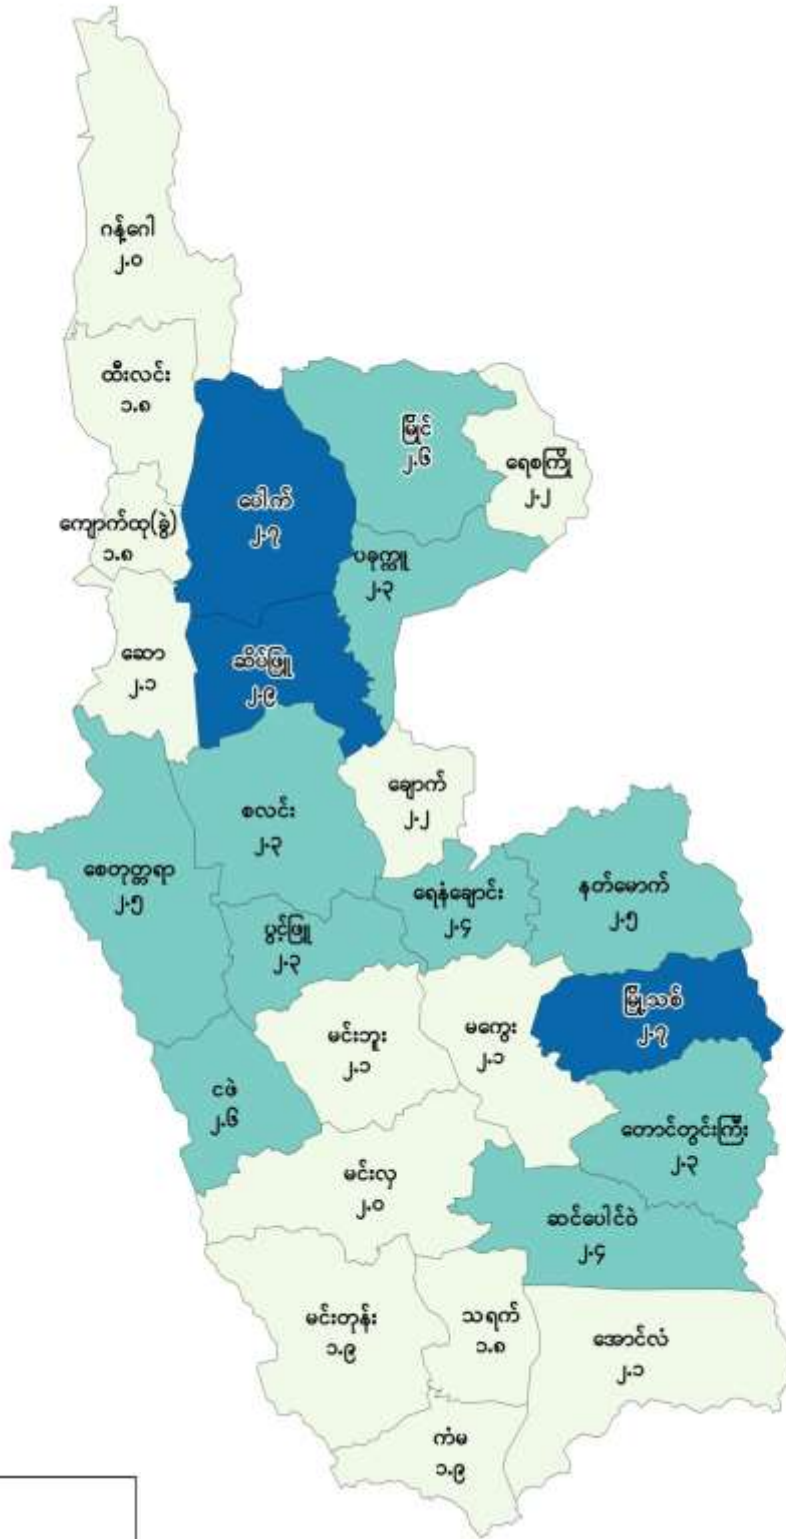 ဂန့်ဂေါ
၂.၀
ထီးလင်း
၁.၈
မြိုင်
၂.၆
ရေစကြို
၂.၂
ပေါက်
၂.၇
ကျောက်ထု(ခွဲ)
၁.၈
ပခုက္ကူ
၂.၃
ဆော
၂.၁
ဆိပ်ဖြူ
၂.၉
ချောက်
၂.၂
စလင်း
၂.၃
စေတုတ္တရာ
၂.၅
ရေနံချောင်း
၂.၄
နတ်မောက်
၂.၅
ပွင့်ဖြူ
၂.၃
မြို့သစ်
၂.၇
မင်းဘူး
၂.၁
မကွေး
၂.၁
ငဖဲ
၂.၆
တောင်တွင်းကြီး
၂.၃
မင်းလှ
၂.၀
ဆင်ပေါင်ဝဲ
၂.၄
မင်းတုန်း
၁.၉
သရက်
၁.၈
အောင်လံ
၂.၁
ကံမ
၁.၉